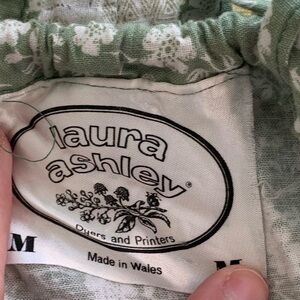 laura
ashley®
Dyers and Printers
Made in Wales
M
M